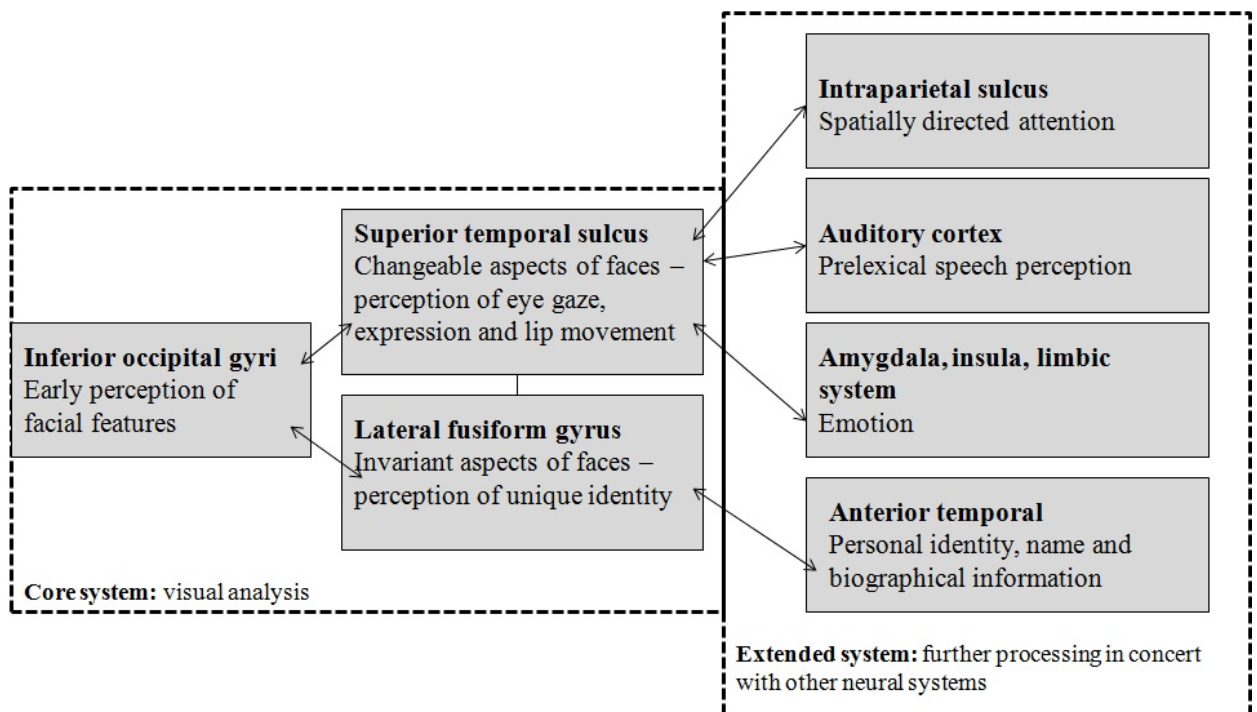 Inferior occipital gyri
Early perception of
facial features
Superior temporal sulcus
Changeable aspects of faces –
perception of eye gaze,
expression and lip movement
Lateral fusiform gyrus
Invariant aspects of faces –
perception of unique identity
Core system: visual analysis
Intraparietal sulcus
Spatially directed attention
Auditory cortex
Prelexical speech perception
Amygdala, insula, limbic
system
Emotion
Anterior temporal
Personal identity, name and
biographical information
Extended system: further processing in concert
with other neural systems